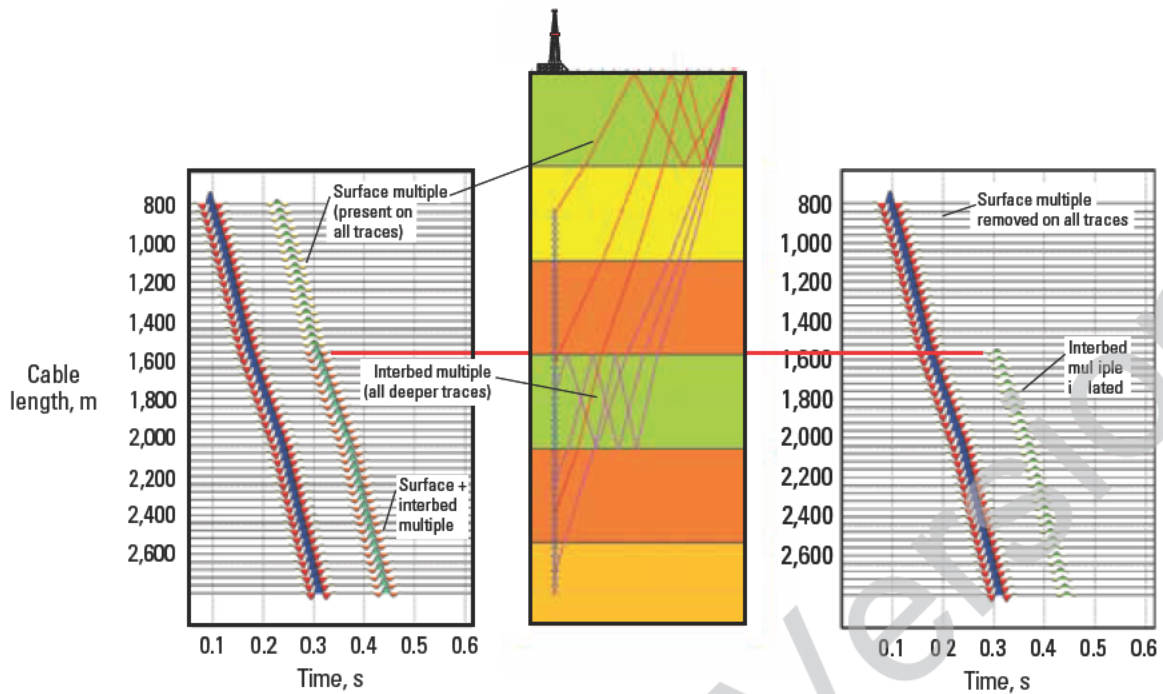 Cable
length, m
800
1,000
1,200
1,400
1,600
1,800
2,000
2,200
2,400
2,600
Surface multiple
(present on
all traces)
Surface +
interbed
multiple
0.1 0.2 0.3 0.4 0.5 0.6
Time, s
Interbed multiple
(all deeper traces)
800
1,000
1,200
1,400
1,600
1,800
2,000
2,200
2,400
2,600
Surface multiple
removed on all traces
Interbed
mul iple
i lated
0.1 0 2 0.3 0.4 0.5 0.6
Time, s
Version